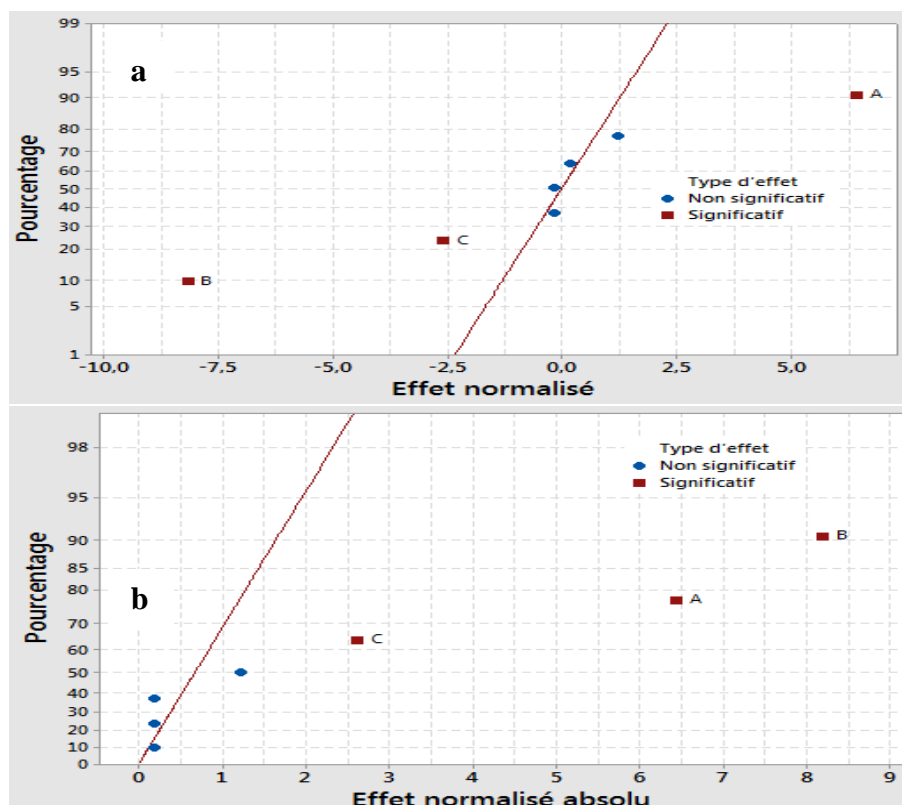 99
95
90
80
70
60
50
40
30
20
10
5
1
Pourcentage
a
A
B
C
Type d'effet
Non significatif
Significatif
-10,0 -7,5 -5,0 -2,5 0,0 2,5 5,0
Effet normalisé
98
95
90
85
80
70
60
50
40
30
20
10
0
Pourcentage
b
Type d'effet
Non significatif
Significatif
B
A
C
0 1 2 3 4 5 6 7 8 9
Effet normalisé absolu